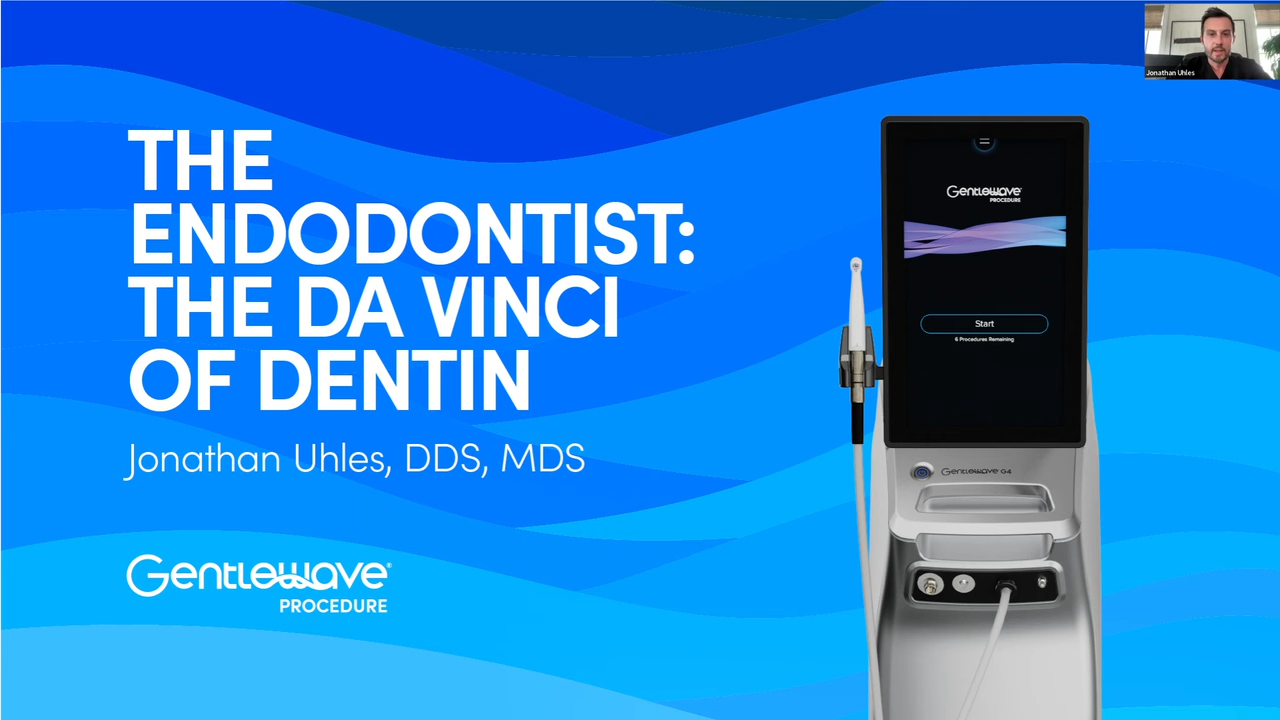 Jonathan Uhles
THE
ENDODONTIST:
THE DA VINCI
OF DENTIN
Jonathan Uhles, DDS, MDS
Gentlewave®
PROCEDURE
Gentlewave®
PROCEDURE
Start
6 Procedures Remaining
Gentlewave G4